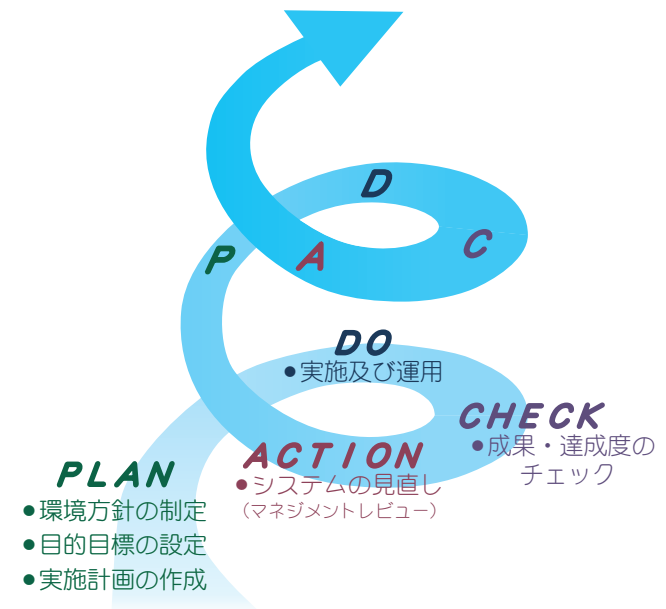 D
C
P
A
DO
●実施及び運用
CHECK
●成果・達成度の
チェック
ACTION
●システムの見直し
（マネジメントレビュー）
PLAN
●環境方針の制定
●目的目標の設定
●実施計画の作成